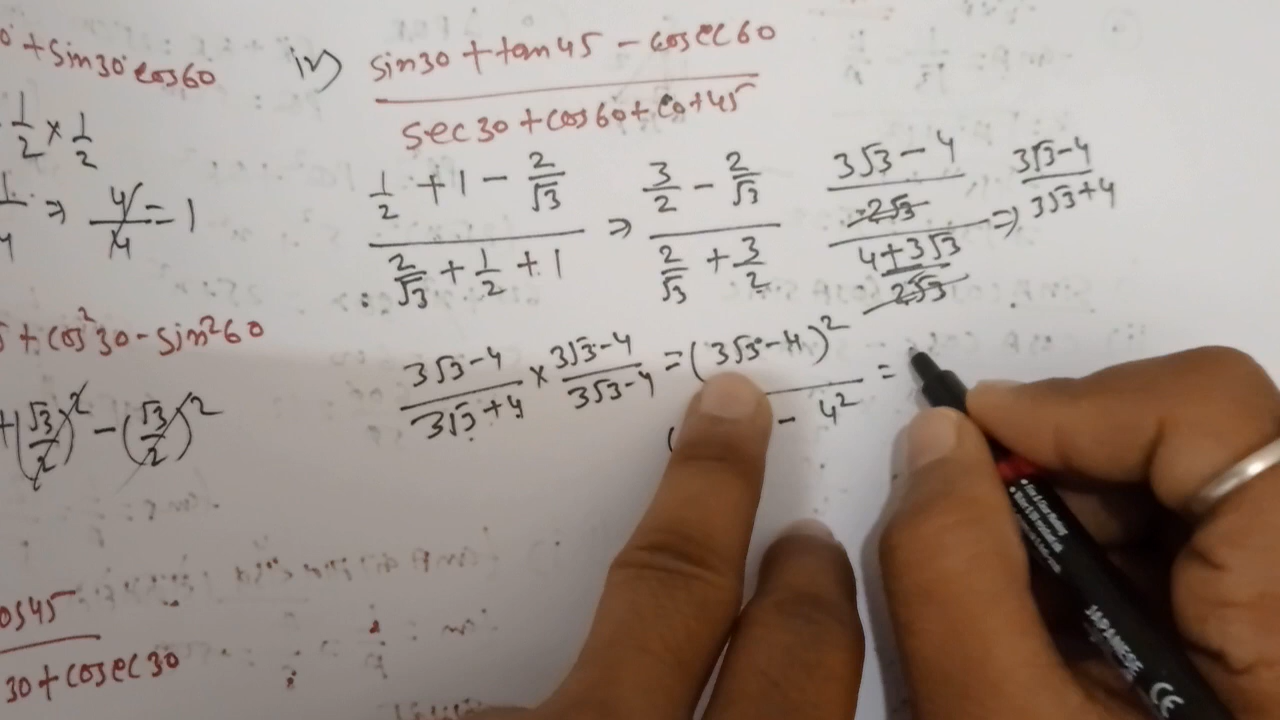 0° + sin30° cos60
1/2 × 1/2
⇒ 4/4 = 1
+ cos²30 - sin²60
+ (√3/2)² - (√3/2)²
os45
30 + cosec30
iv) sin30 + tan45 - cosec60
sec30 + cos60 + cot45
1/2 + 1 - 2/√3 ⇒ 3/2 - 2/√3 3√3 - 4 3√3 - 4
2√3 ⇒ 3√3 + 4
2/√3 + 1/2 + 1 2/√3 + 3/2 4 + 3√3
2√3
3√3 - 4 × 3√3 - 4 = (3√3 - 4)² =
3√3 + 4 3√3 - 4 ( - 4²
JAPANESE
CE